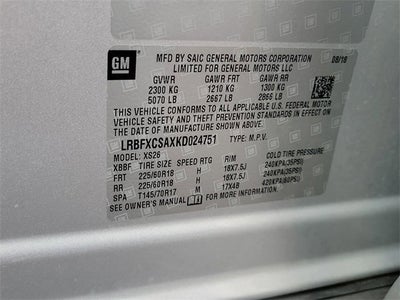 GM
MFD BY SAIC GENERAL MOTORS CORPORATION 08/18
LIMITED FOR GENERAL MOTORS LLC
GVWR GAWR FRT GAWR RR
2300 KG 1210 KG 1300 KG
5070 LB 2667 LB 2866 LB
THIS VEHICLE CONFORMS TO ALL APPLICABLE U.S. FEDERAL MOTOR
VEHICLE SAFETY, BUMPER, AND THEFT PREVENTION STANDARDS IN EFFECT ON
THE DATE OF MANUFACTURE SHOWN ABOVE.
LRBFXCSAXKD024751 TYPE: M.P.V.
MODEL: XS26
XBBF TIRE SIZE SPEED RTG RIM COLD TIRE PRESSURE
FRT 225/60R18 H 18X7.5J 240KPA(35PSI)
RR 225/60R18 H 18X7.5J 240KPA(35PSI)
SPA T145/70R17 M 17X4B 420KPA(60PSI)
SEE OWNER'S MANUAL FOR MORE INFORMATION.